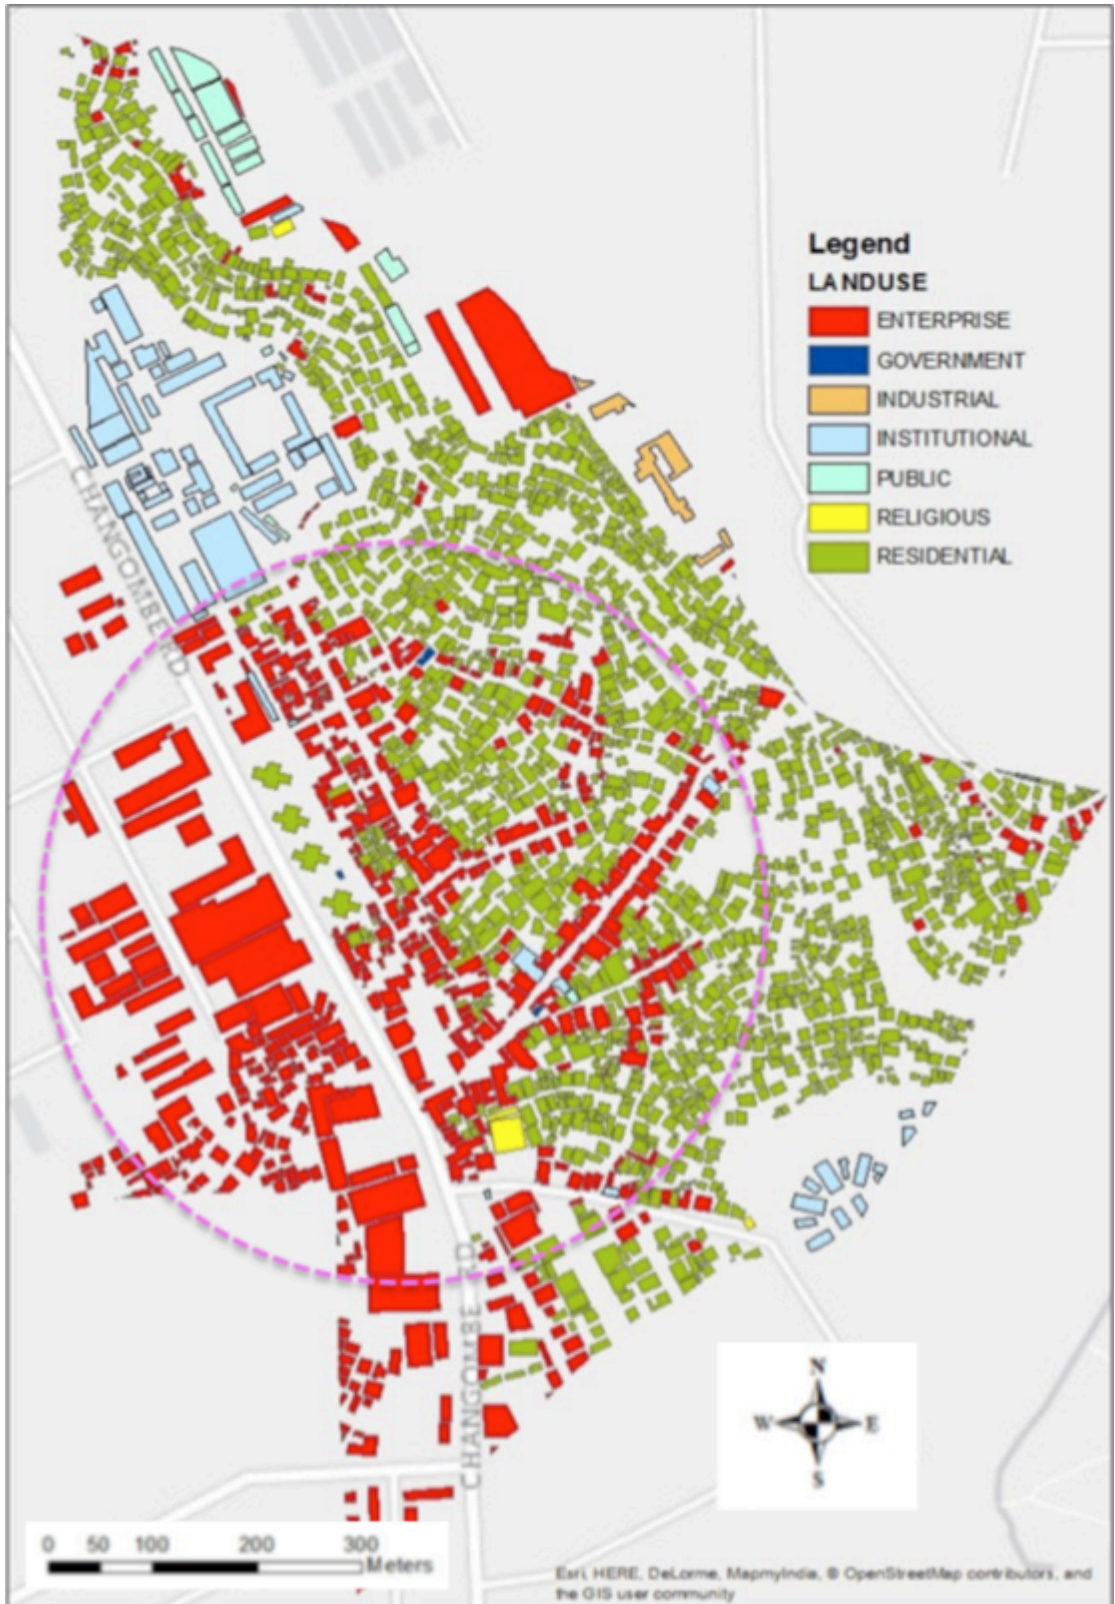 Legend
LANDUSE
ENTERPRISE
GOVERNMENT
INDUSTRIAL
INSTITUTIONAL
PUBLIC
RELIGIOUS
RESIDENTIAL
CHANGOMBE RD
CHANGOMBE RD
N
W E
S
0 50 100 200 300
Meters
Esri, HERE, DeLorme, MapmyIndia, © OpenStreetMap contributors, and
the GIS user community